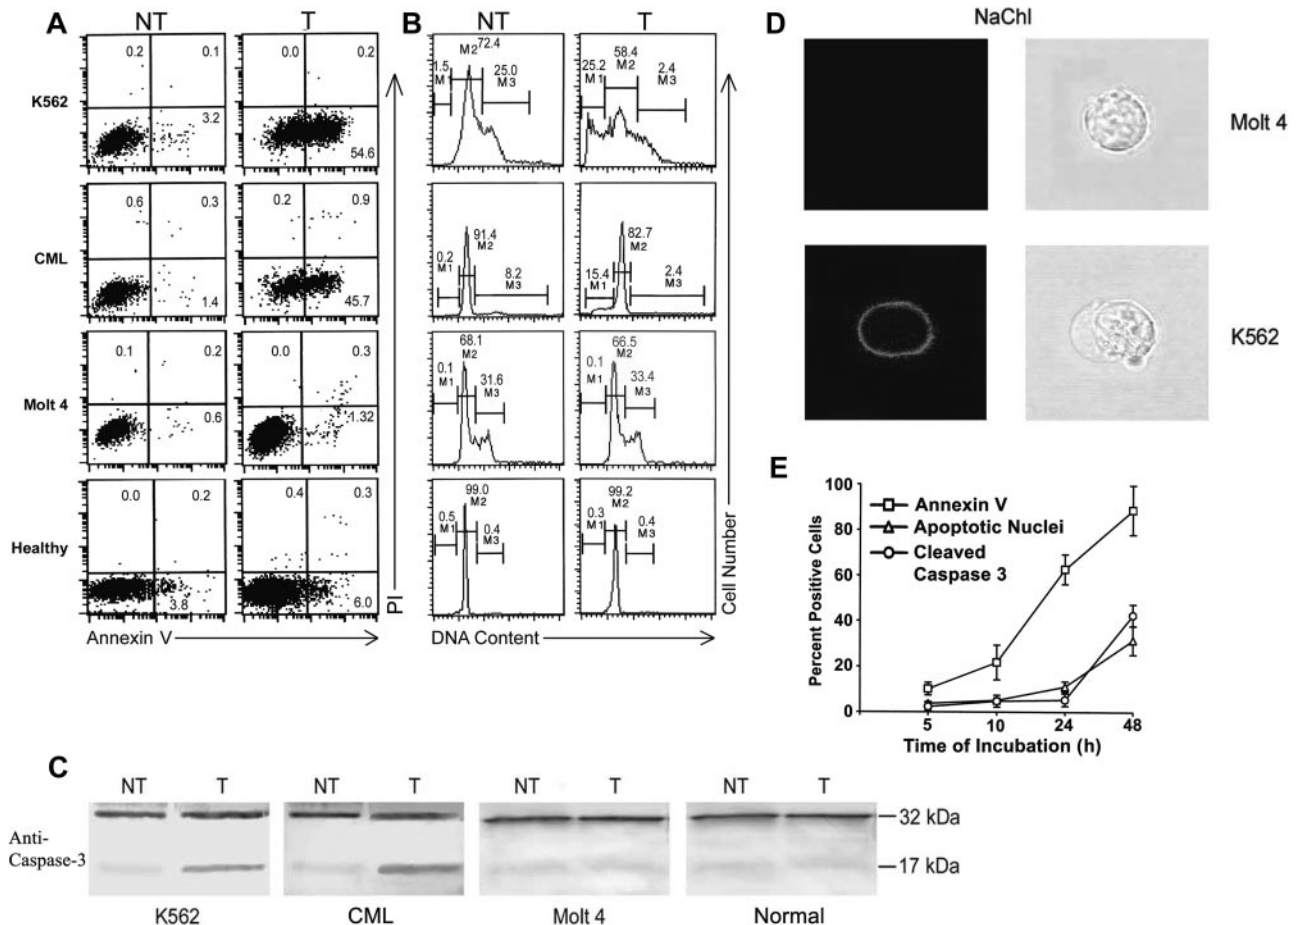 A
NT
T
K562
0.2
0.1
3.2
0.0
0.2
54.6
CML
0.6
0.3
1.4
0.2
0.9
45.7
Molt 4
0.1
0.2
0.6
0.0
0.3
1.32
Healthy
0.0
0.2
3.8
0.4
0.3
6.0
Annexin V
PI
B
NT
T
72.4
M2
1.5
M1
25.0
M3
58.4
M2
25.2
M1
2.4
M3
91.4
M2
0.2
M1
8.2
M3
82.7
M2
15.4
M1
2.4
M3
68.1
M2
0.1
M1
31.6
M3
66.5
M2
0.1
M1
33.4
M3
99.0
M2
0.5
M1
0.4
M3
99.2
M2
0.3
M1
0.4
M3
DNA Content
Cell Number
D
NaChl
Molt 4
K562
E
100
80
60
40
20
0
Percent Positive Cells
Annexin V
Apoptotic Nuclei
Cleaved
Caspase 3
5 10 24 48
Time of Incubation (h)
C
NT T NT T NT T NT T
Anti-
Caspase-3
32 kDa
17 kDa
K562 CML Molt 4 Normal